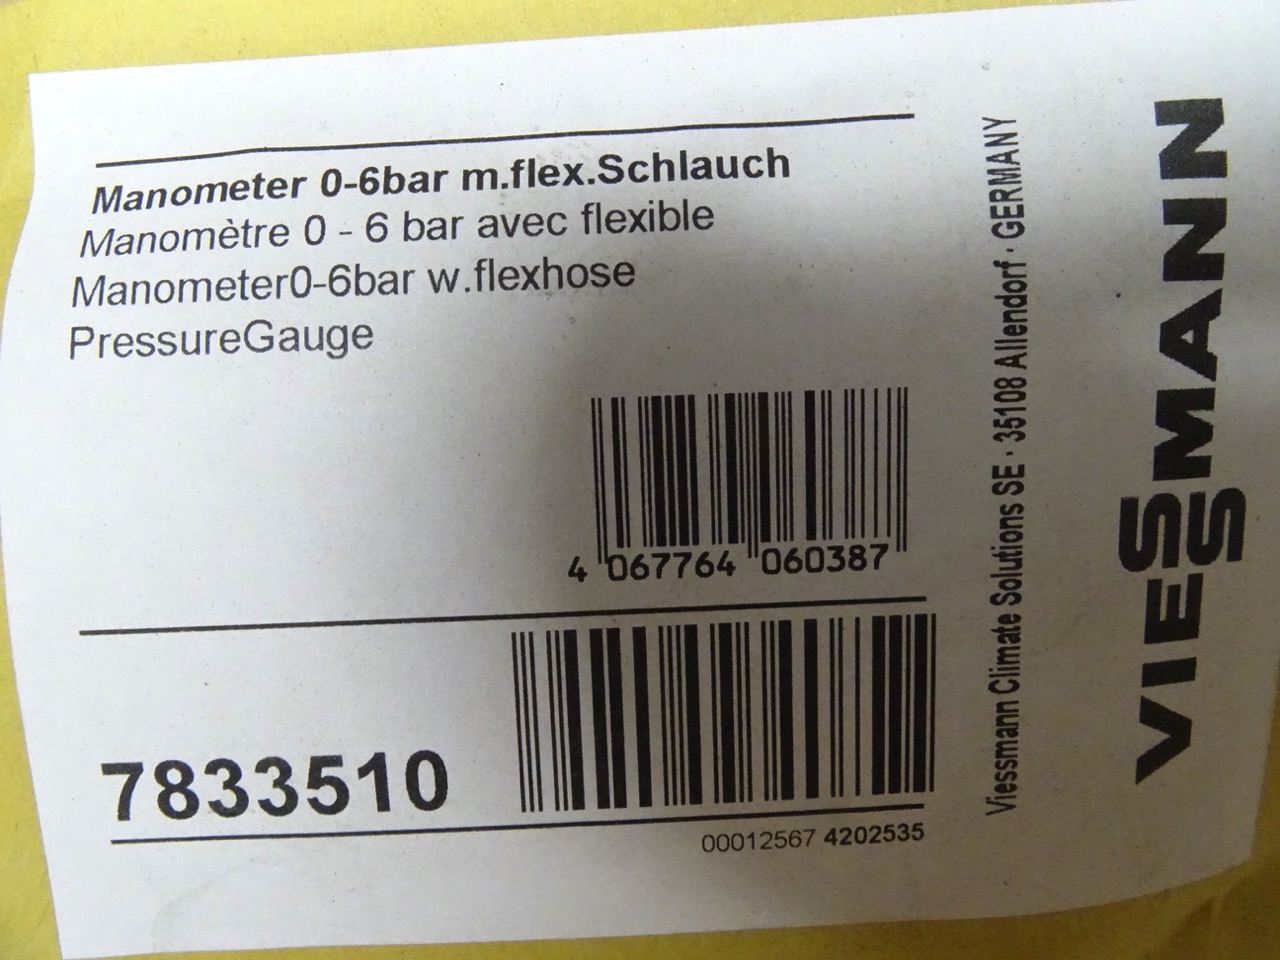 Manometer 0-6bar m.flex.Schlauch
Manomètre 0 - 6 bar avec flexible
Manometer0-6bar w.flexhose
PressureGauge
4 067764 060387
7833510
00012567 4202535
Viessmann Climate Solutions SE · 35108 Allendorf · GERMANY
VIESSMANN